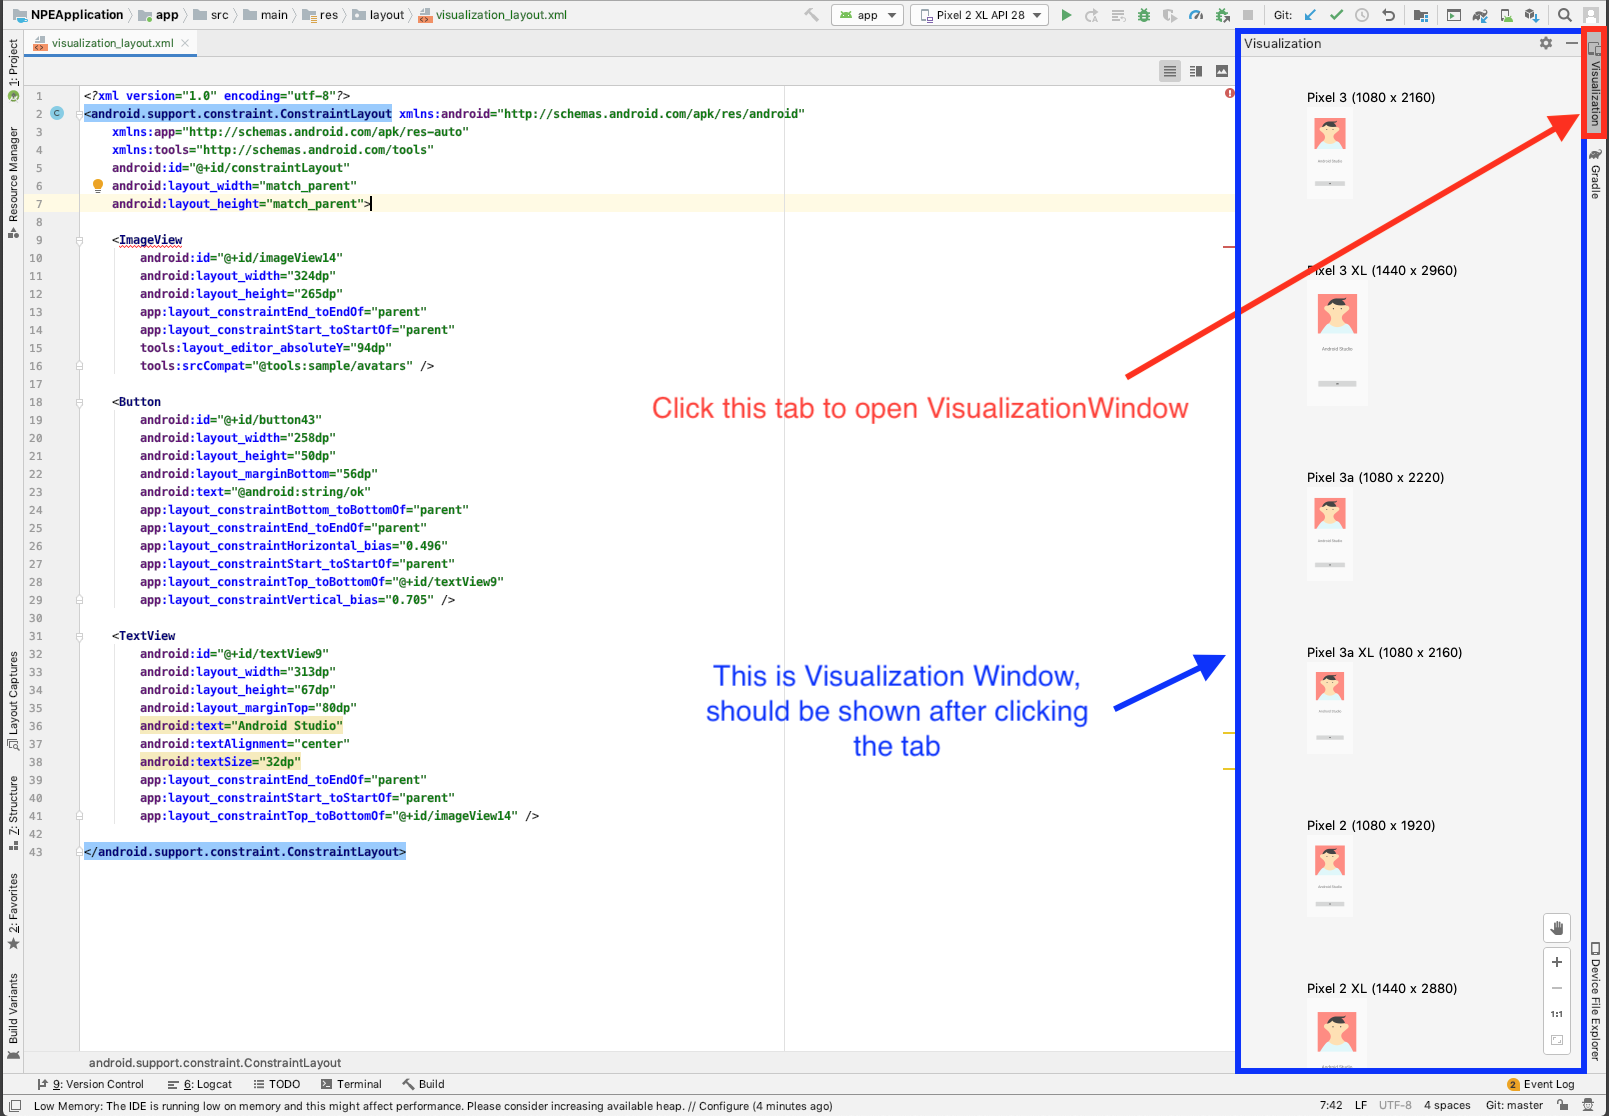 NPEApplication app src main res layout visualization_layout.xml app Pixel 2 XL API 28 Git:
visualization_layout.xml
1: Project
Resource Manager
Layout Captures
Z: Structure
2: Favorites
Build Variants
1 <?xml version="1.0" encoding="utf-8"?>
2 <android.support.constraint.ConstraintLayout xmlns:android="http://schemas.android.com/apk/res/android"
3 xmlns:app="http://schemas.android.com/apk/res-auto"
4 xmlns:tools="http://schemas.android.com/tools"
5 android:id="@+id/constraintLayout"
6 android:layout_width="match_parent"
7 android:layout_height="match_parent">
8
9 <ImageView
10 android:id="@+id/imageView14"
11 android:layout_width="324dp"
12 android:layout_height="265dp"
13 app:layout_constraintEnd_toEndOf="parent"
14 app:layout_constraintStart_toStartOf="parent"
15 tools:layout_editor_absoluteY="94dp"
16 tools:srcCompat="@tools:sample/avatars" />
17
18 <Button
19 android:id="@+id/button43"
20 android:layout_width="258dp"
21 android:layout_height="50dp"
22 android:layout_marginBottom="56dp"
23 android:text="@android:string/ok"
24 app:layout_constraintBottom_toBottomOf="parent"
25 app:layout_constraintEnd_toEndOf="parent"
26 app:layout_constraintHorizontal_bias="0.496"
27 app:layout_constraintStart_toStartOf="parent"
28 app:layout_constraintTop_toBottomOf="@+id/textView9"
29 app:layout_constraintVertical_bias="0.705" />
30
31 <TextView
32 android:id="@+id/textView9"
33 android:layout_width="313dp"
34 android:layout_height="67dp"
35 android:layout_marginTop="80dp"
36 android:text="Android Studio"
37 android:textAlignment="center"
38 android:textSize="32dp"
39 app:layout_constraintEnd_toEndOf="parent"
40 app:layout_constraintStart_toStartOf="parent"
41 app:layout_constraintTop_toBottomOf="@+id/imageView14" />
42
43 </android.support.constraint.ConstraintLayout>
C
Click this tab to open VisualizationWindow
This is Visualization Window,
should be shown after clicking
the tab
Visualization
Pixel 3 (1080 x 2160)
Android Studio
Pixel 3 XL (1440 x 2960)
Android Studio
Pixel 3a (1080 x 2220)
Android Studio
Pixel 3a XL (1080 x 2160)
Android Studio
Pixel 2 (1080 x 1920)
Android Studio
Pixel 2 XL (1440 x 2880)
Android Studio
1:1
Visualization
Gradle
Device File Explorer
android.support.constraint.ConstraintLayout
9: Version Control 6: Logcat TODO Terminal Build 2 Event Log
Low Memory: The IDE is running low on memory and this might affect performance. Please consider increasing available heap. // Configure (4 minutes ago) 7:42 LF UTF-8 4 spaces Git: master